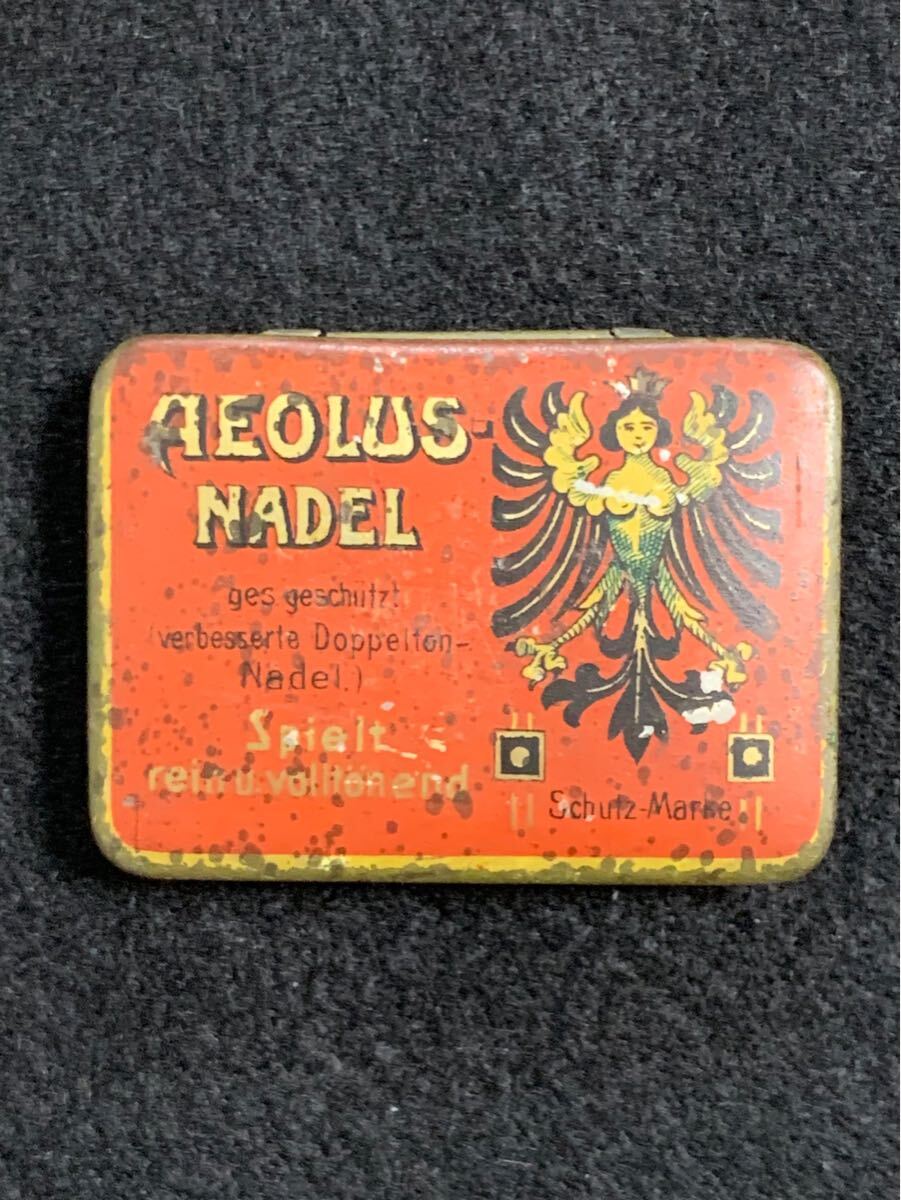 AEOLUS-
NADEL
ges geschützt
(verbesserte Doppelton-
Nadel.)
Spielt
rein u. volltönend
Schutz-Marke